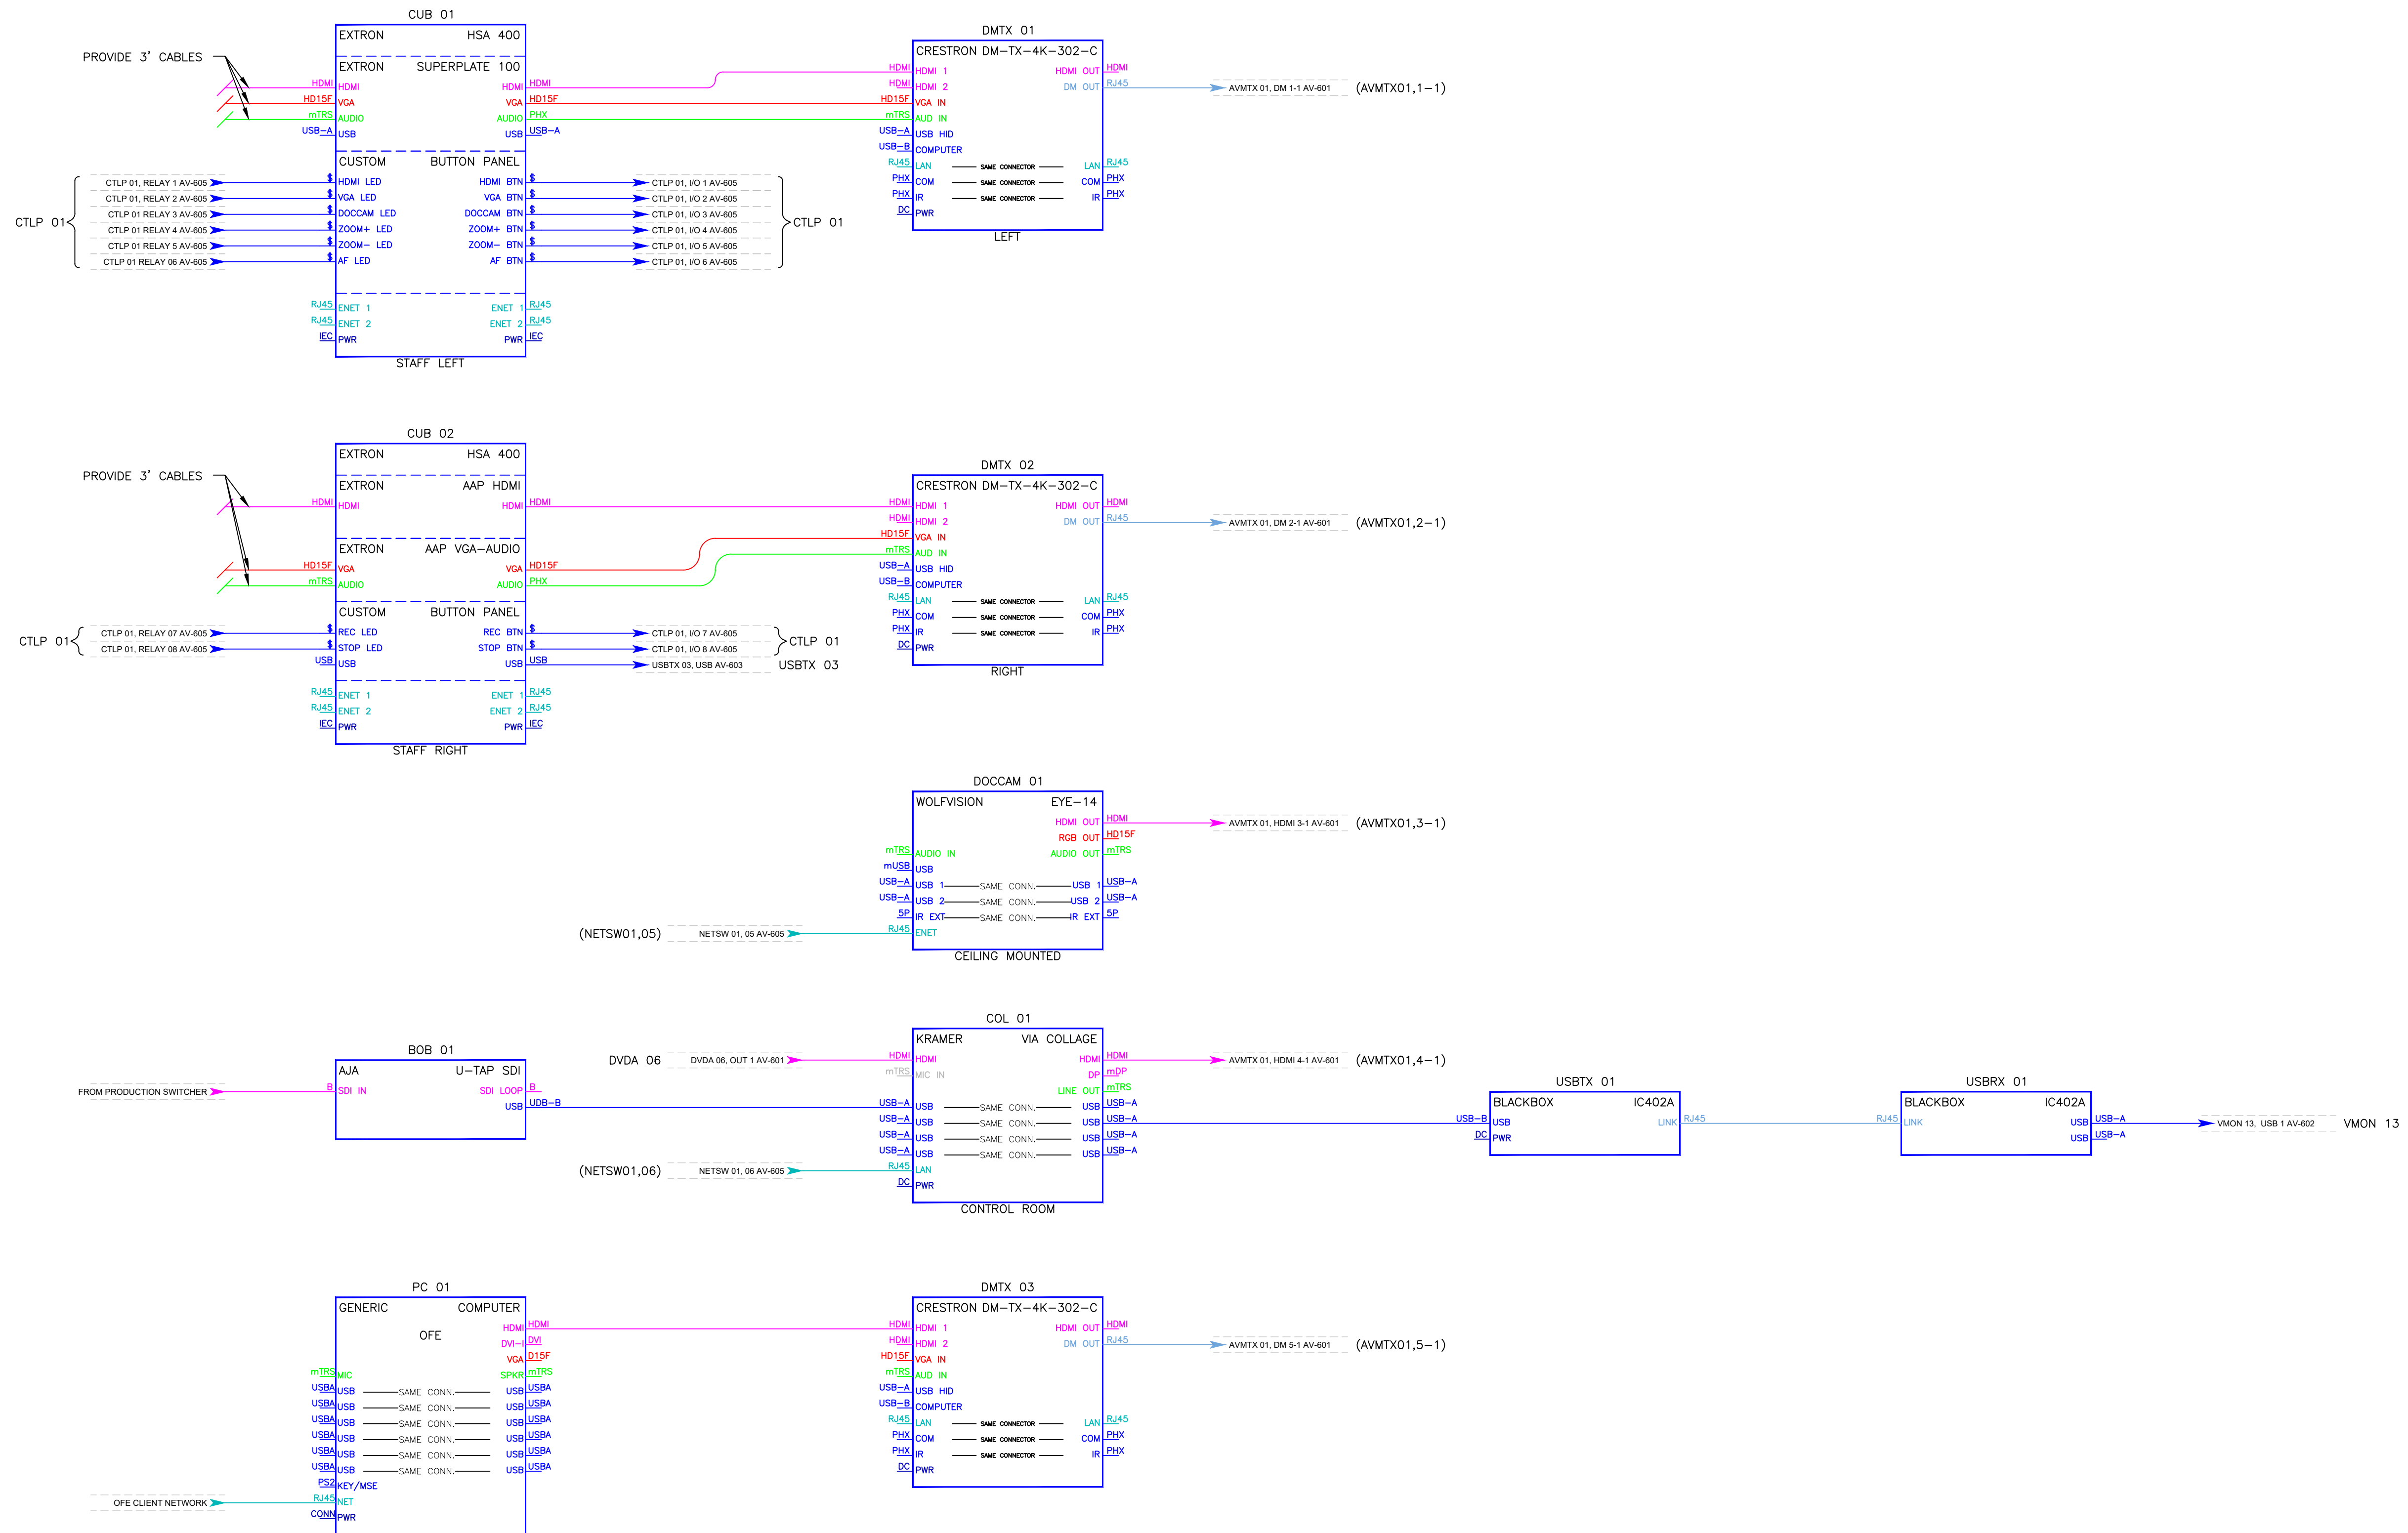 CUB 01
EXTRON HSA 400
PROVIDE 3' CABLES
EXTRON SUPERPLATE 100
HDMI HDMI HDMI HDMI
HD15F VGA VGA HD15F
mTRS AUDIO AUDIO PHX
USB-A USB USB USB-A
CUSTOM BUTTON PANEL
CTLP 01, RELAY 1 AV-605 $ HDMI LED HDMI BTN $ CTLP 01, I/O 1 AV-605
CTLP 01, RELAY 2 AV-605 $ VGA LED VGA BTN $ CTLP 01, I/O 2 AV-605
CTLP 01 RELAY 3 AV-605 $ DOCCAM LED DOCCAM BTN $ CTLP 01, I/O 3 AV-605
CTLP 01 CTLP 01
CTLP 01 RELAY 4 AV-605 $ ZOOM+ LED ZOOM+ BTN $ CTLP 01, I/O 4 AV-605
CTLP 01 RELAY 5 AV-605 $ ZOOM- LED ZOOM- BTN $ CTLP 01, I/O 5 AV-605
CTLP 01 RELAY 06 AV-605 $ AF LED AF BTN $ CTLP 01, I/O 6 AV-605
RJ45 ENET 1 ENET 1 RJ45
RJ45 ENET 2 ENET 2 RJ45
IEC PWR PWR IEC
STAFF LEFT
DMTX 01
CRESTRON DM-TX-4K-302-C
HDMI HDMI 1 HDMI OUT HDMI
HDMI HDMI 2 DM OUT RJ45 AVMTX 01, DM 1-1 AV-601 (AVMTX01,1-1)
HD15F VGA IN
mTRS AUD IN
USB-A USB HID
USB-B COMPUTER
RJ45 LAN SAME CONNECTOR LAN RJ45
PHX COM SAME CONNECTOR COM PHX
PHX IR SAME CONNECTOR IR PHX
DC PWR
LEFT
CUB 02
EXTRON HSA 400
PROVIDE 3' CABLES
EXTRON AAP HDMI
HDMI HDMI HDMI HDMI
EXTRON AAP VGA-AUDIO
HD15F VGA VGA HD15F
mTRS AUDIO AUDIO PHX
CUSTOM BUTTON PANEL
CTLP 01, RELAY 07 AV-605 $ REC LED REC BTN $ CTLP 01, I/O 7 AV-605
CTLP 01 CTLP 01
CTLP 01, RELAY 08 AV-605 $ STOP LED STOP BTN $ CTLP 01, I/O 8 AV-605
USB USB USB USB USBTX 03, USB AV-603 USBTX 03
RJ45 ENET 1 ENET 1 RJ45
RJ45 ENET 2 ENET 2 RJ45
IEC PWR PWR IEC
STAFF RIGHT
DMTX 02
CRESTRON DM-TX-4K-302-C
HDMI HDMI 1 HDMI OUT HDMI
HDMI HDMI 2 DM OUT RJ45 AVMTX 01, DM 2-1 AV-601 (AVMTX01,2-1)
HD15F VGA IN
mTRS AUD IN
USB-A USB HID
USB-B COMPUTER
RJ45 LAN SAME CONNECTOR LAN RJ45
PHX COM SAME CONNECTOR COM PHX
PHX IR SAME CONNECTOR IR PHX
DC PWR
RIGHT
DOCCAM 01
WOLFVISION EYE-14
HDMI OUT HDMI AVMTX 01, HDMI 3-1 AV-601 (AVMTX01,3-1)
RGB OUT HD15F
mTRS AUDIO IN AUDIO OUT mTRS
mUSB USB
USB-A USB 1 SAME CONN. USB 1 USB-A
USB-A USB 2 SAME CONN. USB 2 USB-A
5P IR EXT SAME CONN. IR EXT 5P
(NETSW01,05) NETSW 01, 05 AV-605 RJ45 ENET
CEILING MOUNTED
BOB 01
AJA U-TAP SDI
FROM PRODUCTION SWITCHER B SDI IN SDI LOOP B
USB UDB-B
COL 01
KRAMER VIA COLLAGE
DVDA 06 DVDA 06, OUT 1 AV-601 HDMI HDMI HDMI HDMI AVMTX 01, HDMI 4-1 AV-601 (AVMTX01,4-1)
mTRS MIC IN DP mDP
LINE OUT mTRS
USB-A USB SAME CONN. USB USB-A
USB-A USB SAME CONN. USB USB-A
USB-A USB SAME CONN. USB USB-A
USB-A USB SAME CONN. USB USB-A
(NETSW01,06) NETSW 01, 06 AV-605 RJ45 LAN
DC PWR
CONTROL ROOM
USBTX 01
BLACKBOX IC402A
USB-B USB LINK RJ45
DC PWR
USBRX 01
BLACKBOX IC402A
RJ45 LINK USB USB-A VMON 13, USB 1 AV-602 VMON 13
USB USB-A
PC 01
GENERIC COMPUTER
HDMI HDMI
OFE
DVI-I DVI
VGA D15F
mTRS MIC SPKR mTRS
USBA USB SAME CONN. USB USBA
USBA USB SAME CONN. USB USBA
USBA USB SAME CONN. USB USBA
USBA USB SAME CONN. USB USBA
USBA USB SAME CONN. USB USBA
USBA USB SAME CONN. USB USBA
PS2 KEY/MSE
OFE CLIENT NETWORK RJ45 NET
CONN PWR
DMTX 03
CRESTRON DM-TX-4K-302-C
HDMI HDMI 1 HDMI OUT HDMI
HDMI HDMI 2 DM OUT RJ45 AVMTX 01, DM 5-1 AV-601 (AVMTX01,5-1)
HD15F VGA IN
mTRS AUD IN
USB-A USB HID
USB-B COMPUTER
RJ45 LAN SAME CONNECTOR LAN RJ45
PHX COM SAME CONNECTOR COM PHX
PHX IR SAME CONNECTOR IR PHX
DC PWR